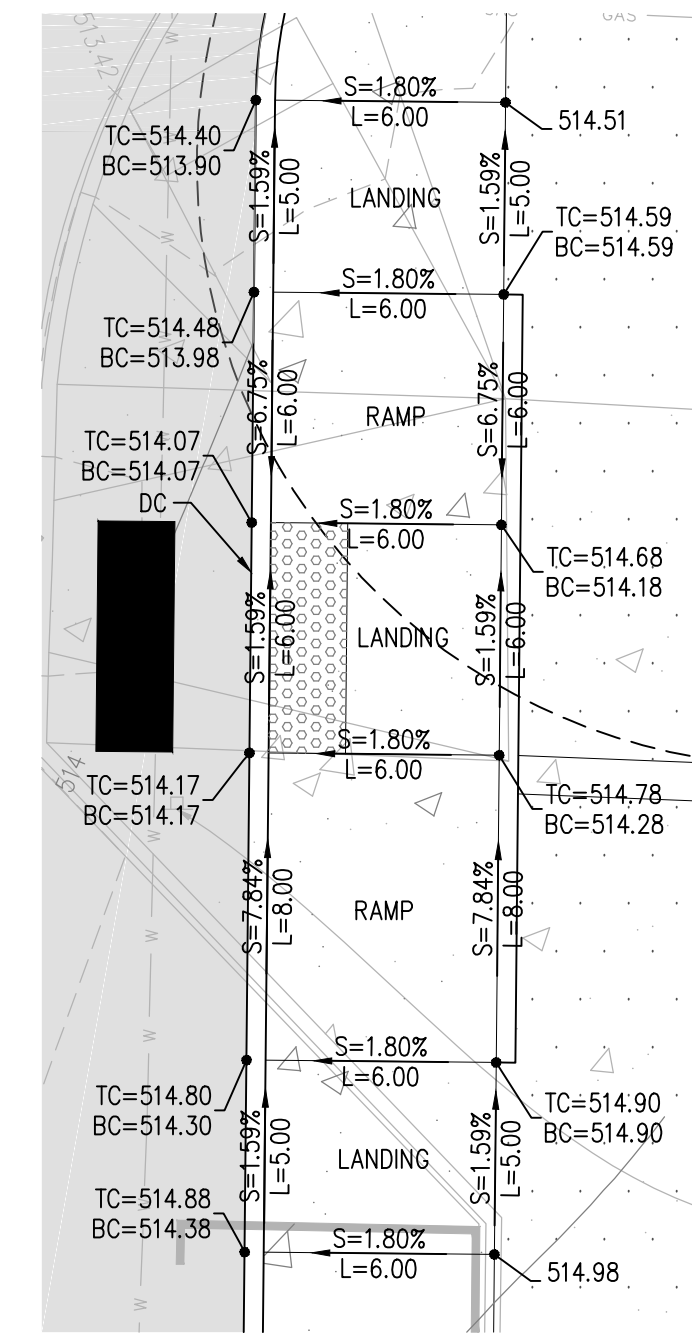 GAS
513.42
W
S=1.80%
L=6.00
514.51
TC=514.40
BC=513.90
S=1.59%
L=5.00
LANDING
S=1.59%
L=5.00
TC=514.59
BC=514.59
W
S=1.80%
L=6.00
TC=514.48
BC=513.98
W
S=6.75%
L=6.00
RAMP
S=6.75%
L=6.00
TC=514.07
BC=514.07
DC
W
S=1.80%
L=6.00
TC=514.68
BC=514.18
S=1.59%
L=6.00
LANDING
S=1.59%
L=6.00
S=1.80%
L=6.00
514
TC=514.17
BC=514.17
TC=514.78
BC=514.28
W
S=7.84%
L=8.00
RAMP
S=7.84%
L=8.00
W
S=1.80%
L=6.00
TC=514.80
BC=514.30
TC=514.90
BC=514.90
W
S=1.59%
L=5.00
LANDING
S=1.59%
L=5.00
TC=514.88
BC=514.38
W
S=1.80%
L=6.00
514.98
W